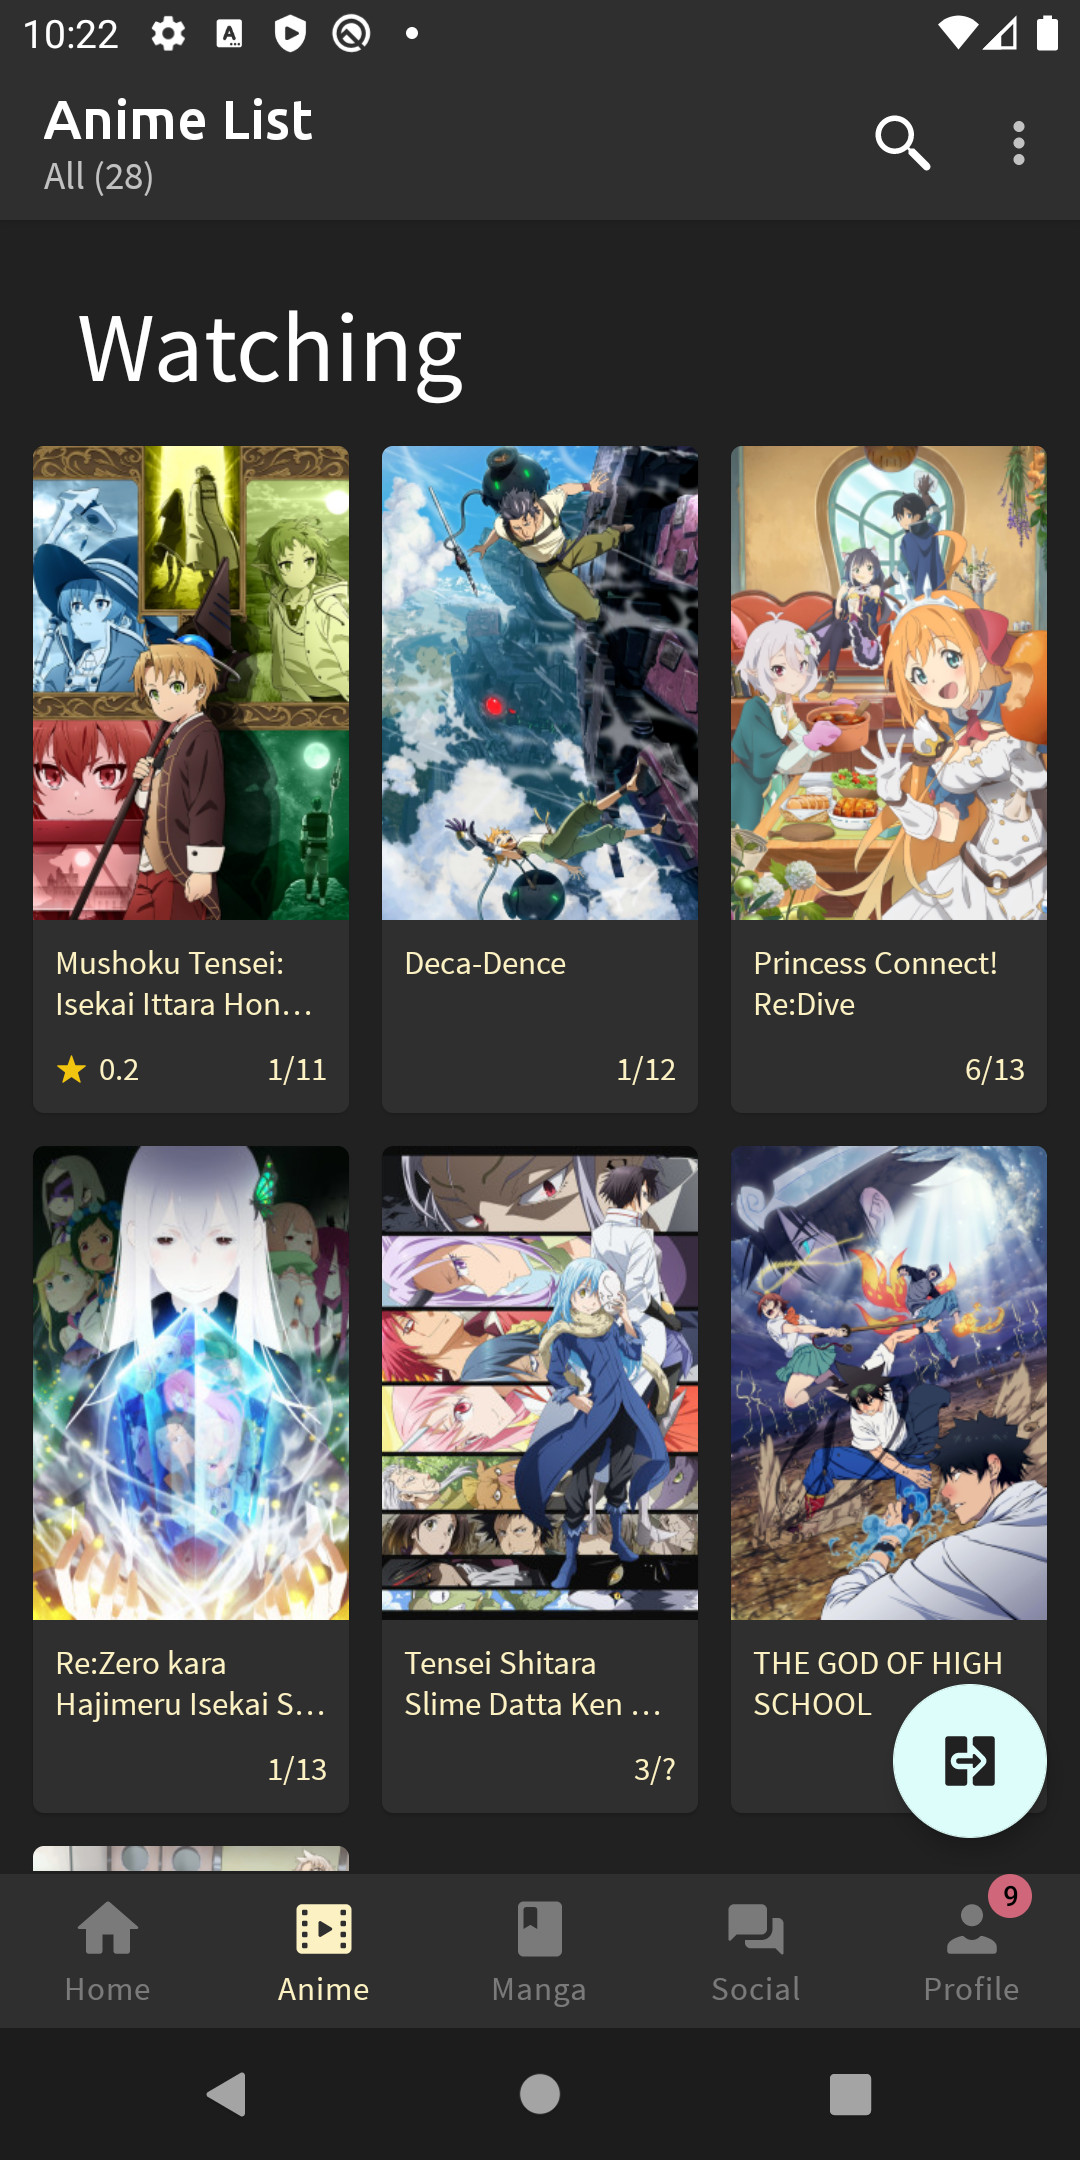 10:22
Anime List
All (28)
Watching
Mushoku Tensei:
Isekai Ittara Hon...
0.2
1/11
Deca-Dence
1/12
Princess Connect!
Re:Dive
6/13
Re:Zero kara
Hajimeru Isekai S...
1/13
Tensei Shitara
Slime Datta Ken ...
3/?
THE GOD OF HIGH
SCHOOL
Home
Anime
Manga
Social
9
Profile